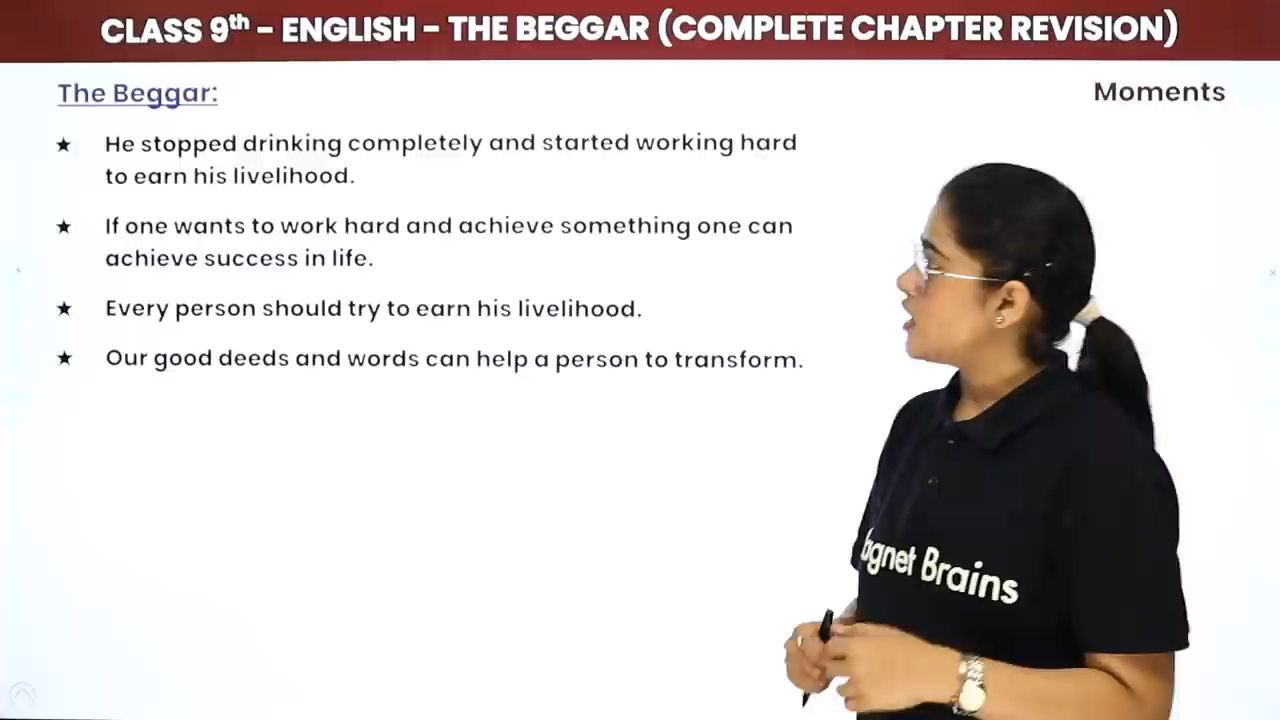 CLASS 9th – ENGLISH – THE BEGGAR (COMPLETE CHAPTER REVISION)
The Beggar:
Moments
★ He stopped drinking completely and started working hard
to earn his livelihood.
★ If one wants to work hard and achieve something one can
achieve success in life.
★ Every person should try to earn his livelihood.
★ Our good deeds and words can help a person to transform.
agnet Brains